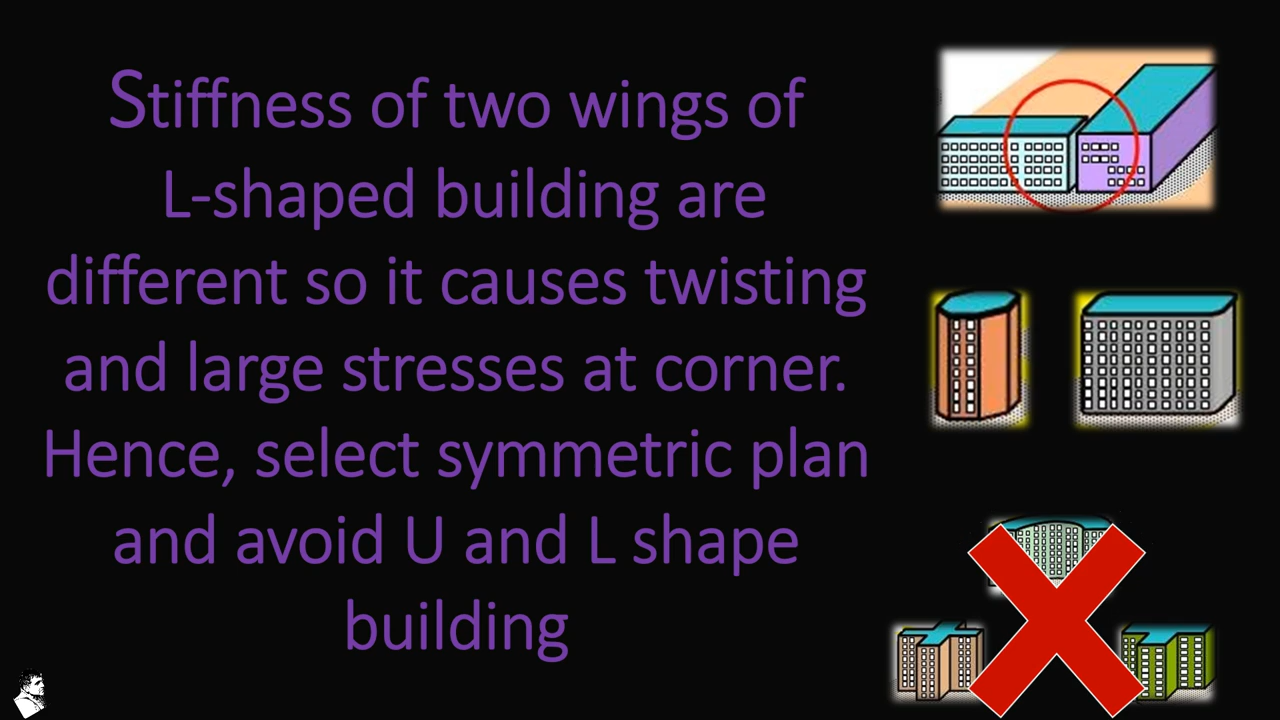 Stiffness of two wings of
L-shaped building are
different so it causes twisting
and large stresses at corner.
Hence, select symmetric plan
and avoid U and L shape
building